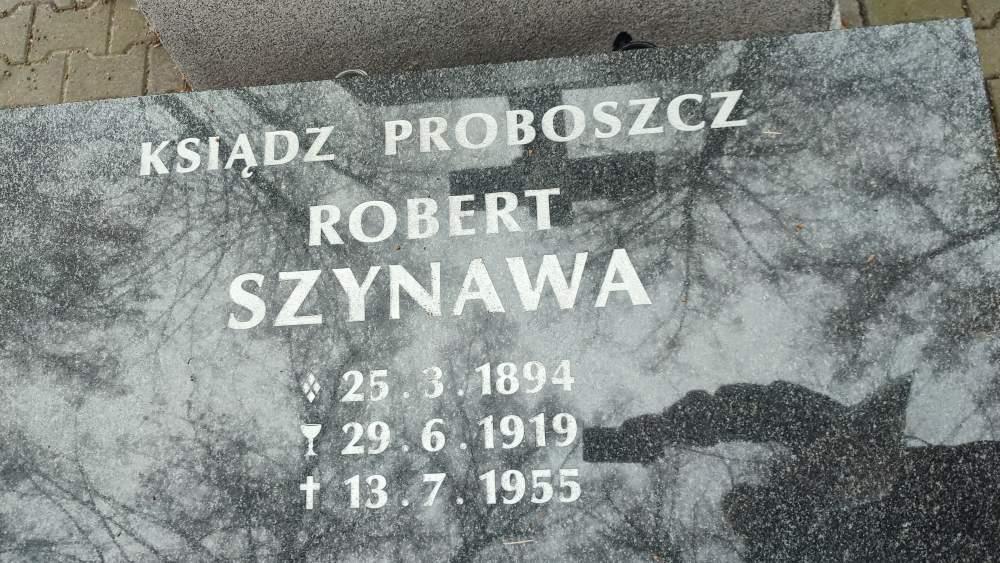 KSIĄDZ PROBOSZCZ
ROBERT
SZYNAWA
25.3.1894
29.6.1919
✝ 13.7.1955